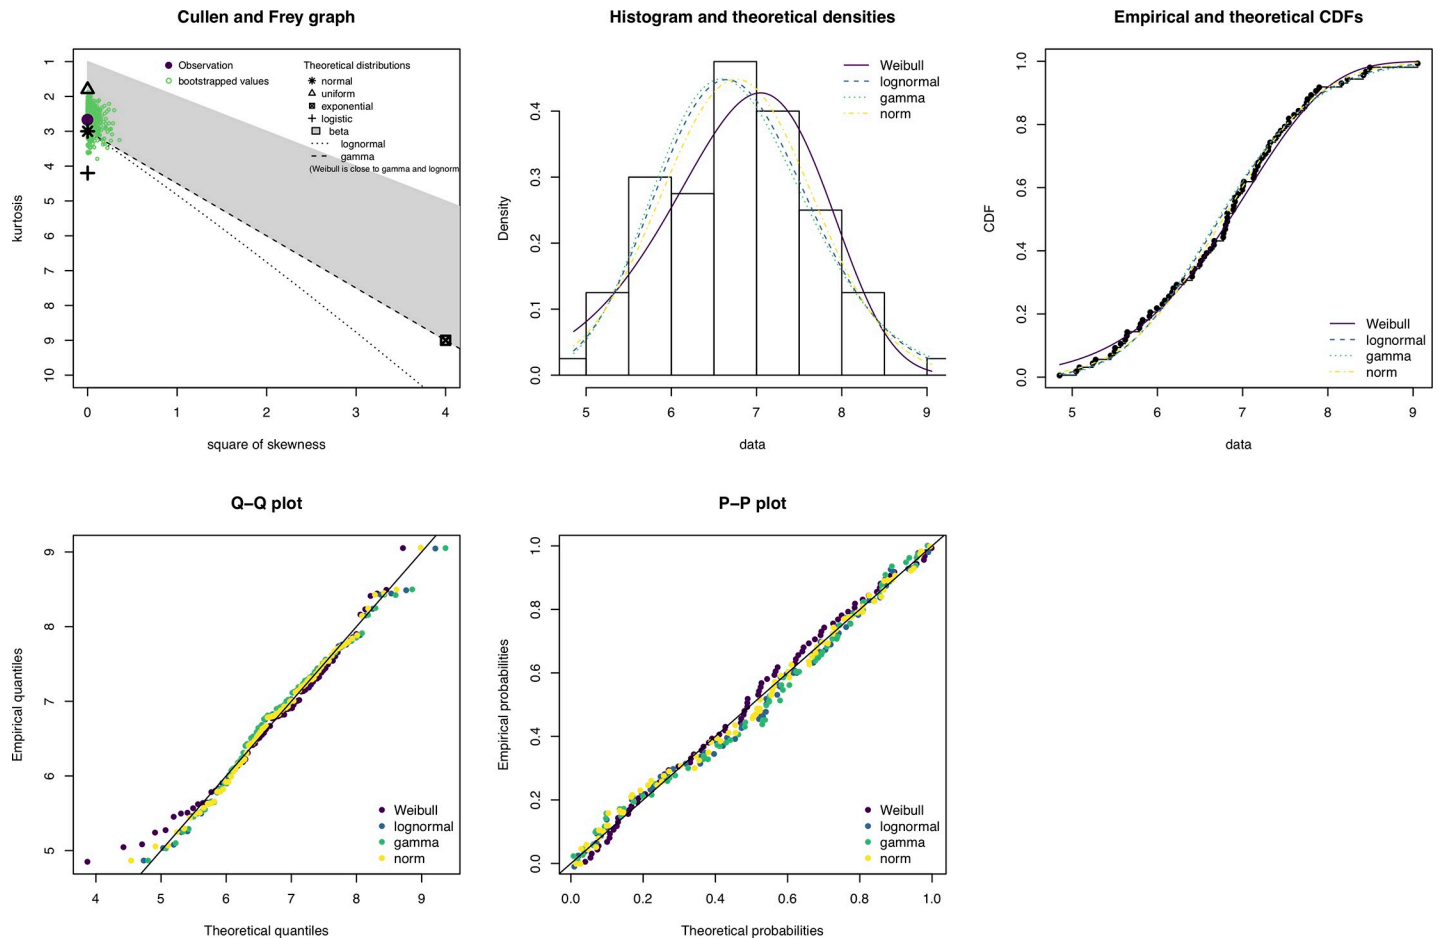 Cullen and Frey graph
Observation
bootstrapped values
Theoretical distributions
normal
uniform
exponential
logistic
beta
lognormal
gamma
(Weibull is close to gamma and lognorm
kurtosis
1
2
3
4
5
6
7
8
9
10
0
1
2
3
4
square of skewness
Histogram and theoretical densities
Weibull
lognormal
gamma
norm
Density
0.4
0.3
0.2
0.1
0.0
5
6
7
8
9
data
Empirical and theoretical CDFs
CDF
1.0
0.8
0.6
0.4
0.2
0.0
Weibull
lognormal
gamma
norm
5
6
7
8
9
data
Q–Q plot
Empirical quantiles
9
8
7
6
5
Weibull
lognormal
gamma
norm
4
5
6
7
8
9
Theoretical quantiles
P–P plot
Empirical probabilities
1.0
0.8
0.6
0.4
0.2
0.0
Weibull
lognormal
gamma
norm
0.0
0.2
0.4
0.6
0.8
1.0
Theoretical probabilities